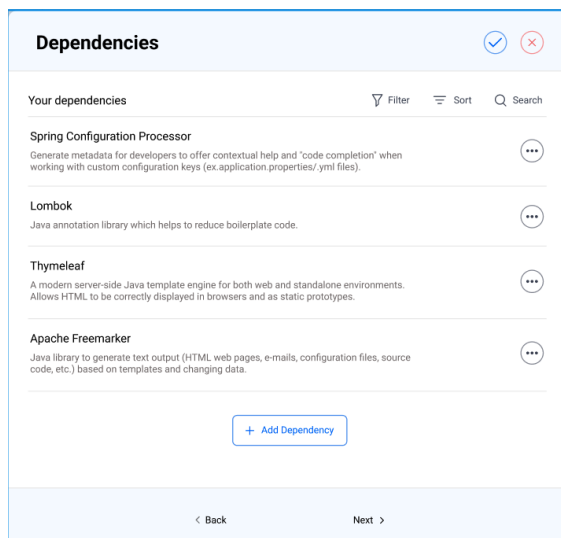 Dependencies
Your dependencies
Filter
Sort
Search
Spring Configuration Processor
Generate metadata for developers to offer contextual help and "code completion" when
working with custom configuration keys (ex.application.properties/.yml files).
Lombok
Java annotation library which helps to reduce boilerplate code.
Thymeleaf
A modern server-side Java template engine for both web and standalone environments.
Allows HTML to be correctly displayed in browsers and as static prototypes.
Apache Freemarker
Java library to generate text output (HTML web pages, e-mails, configuration files, source
code, etc.) based on templates and changing data.
+ Add Dependency
< Back
Next >